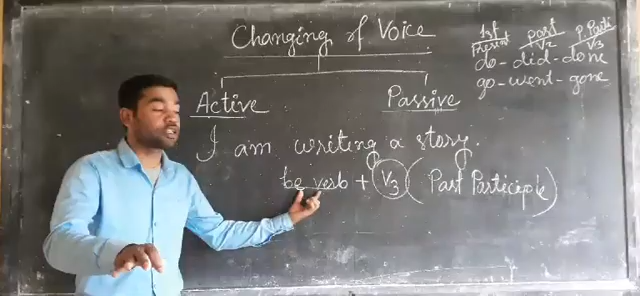 Changing of Voice
Active Passive
I am writing a story.
be verb + V3 (Past Participle)
1st Present past V2 P. Parti V3
do - did - done
go - went - gone